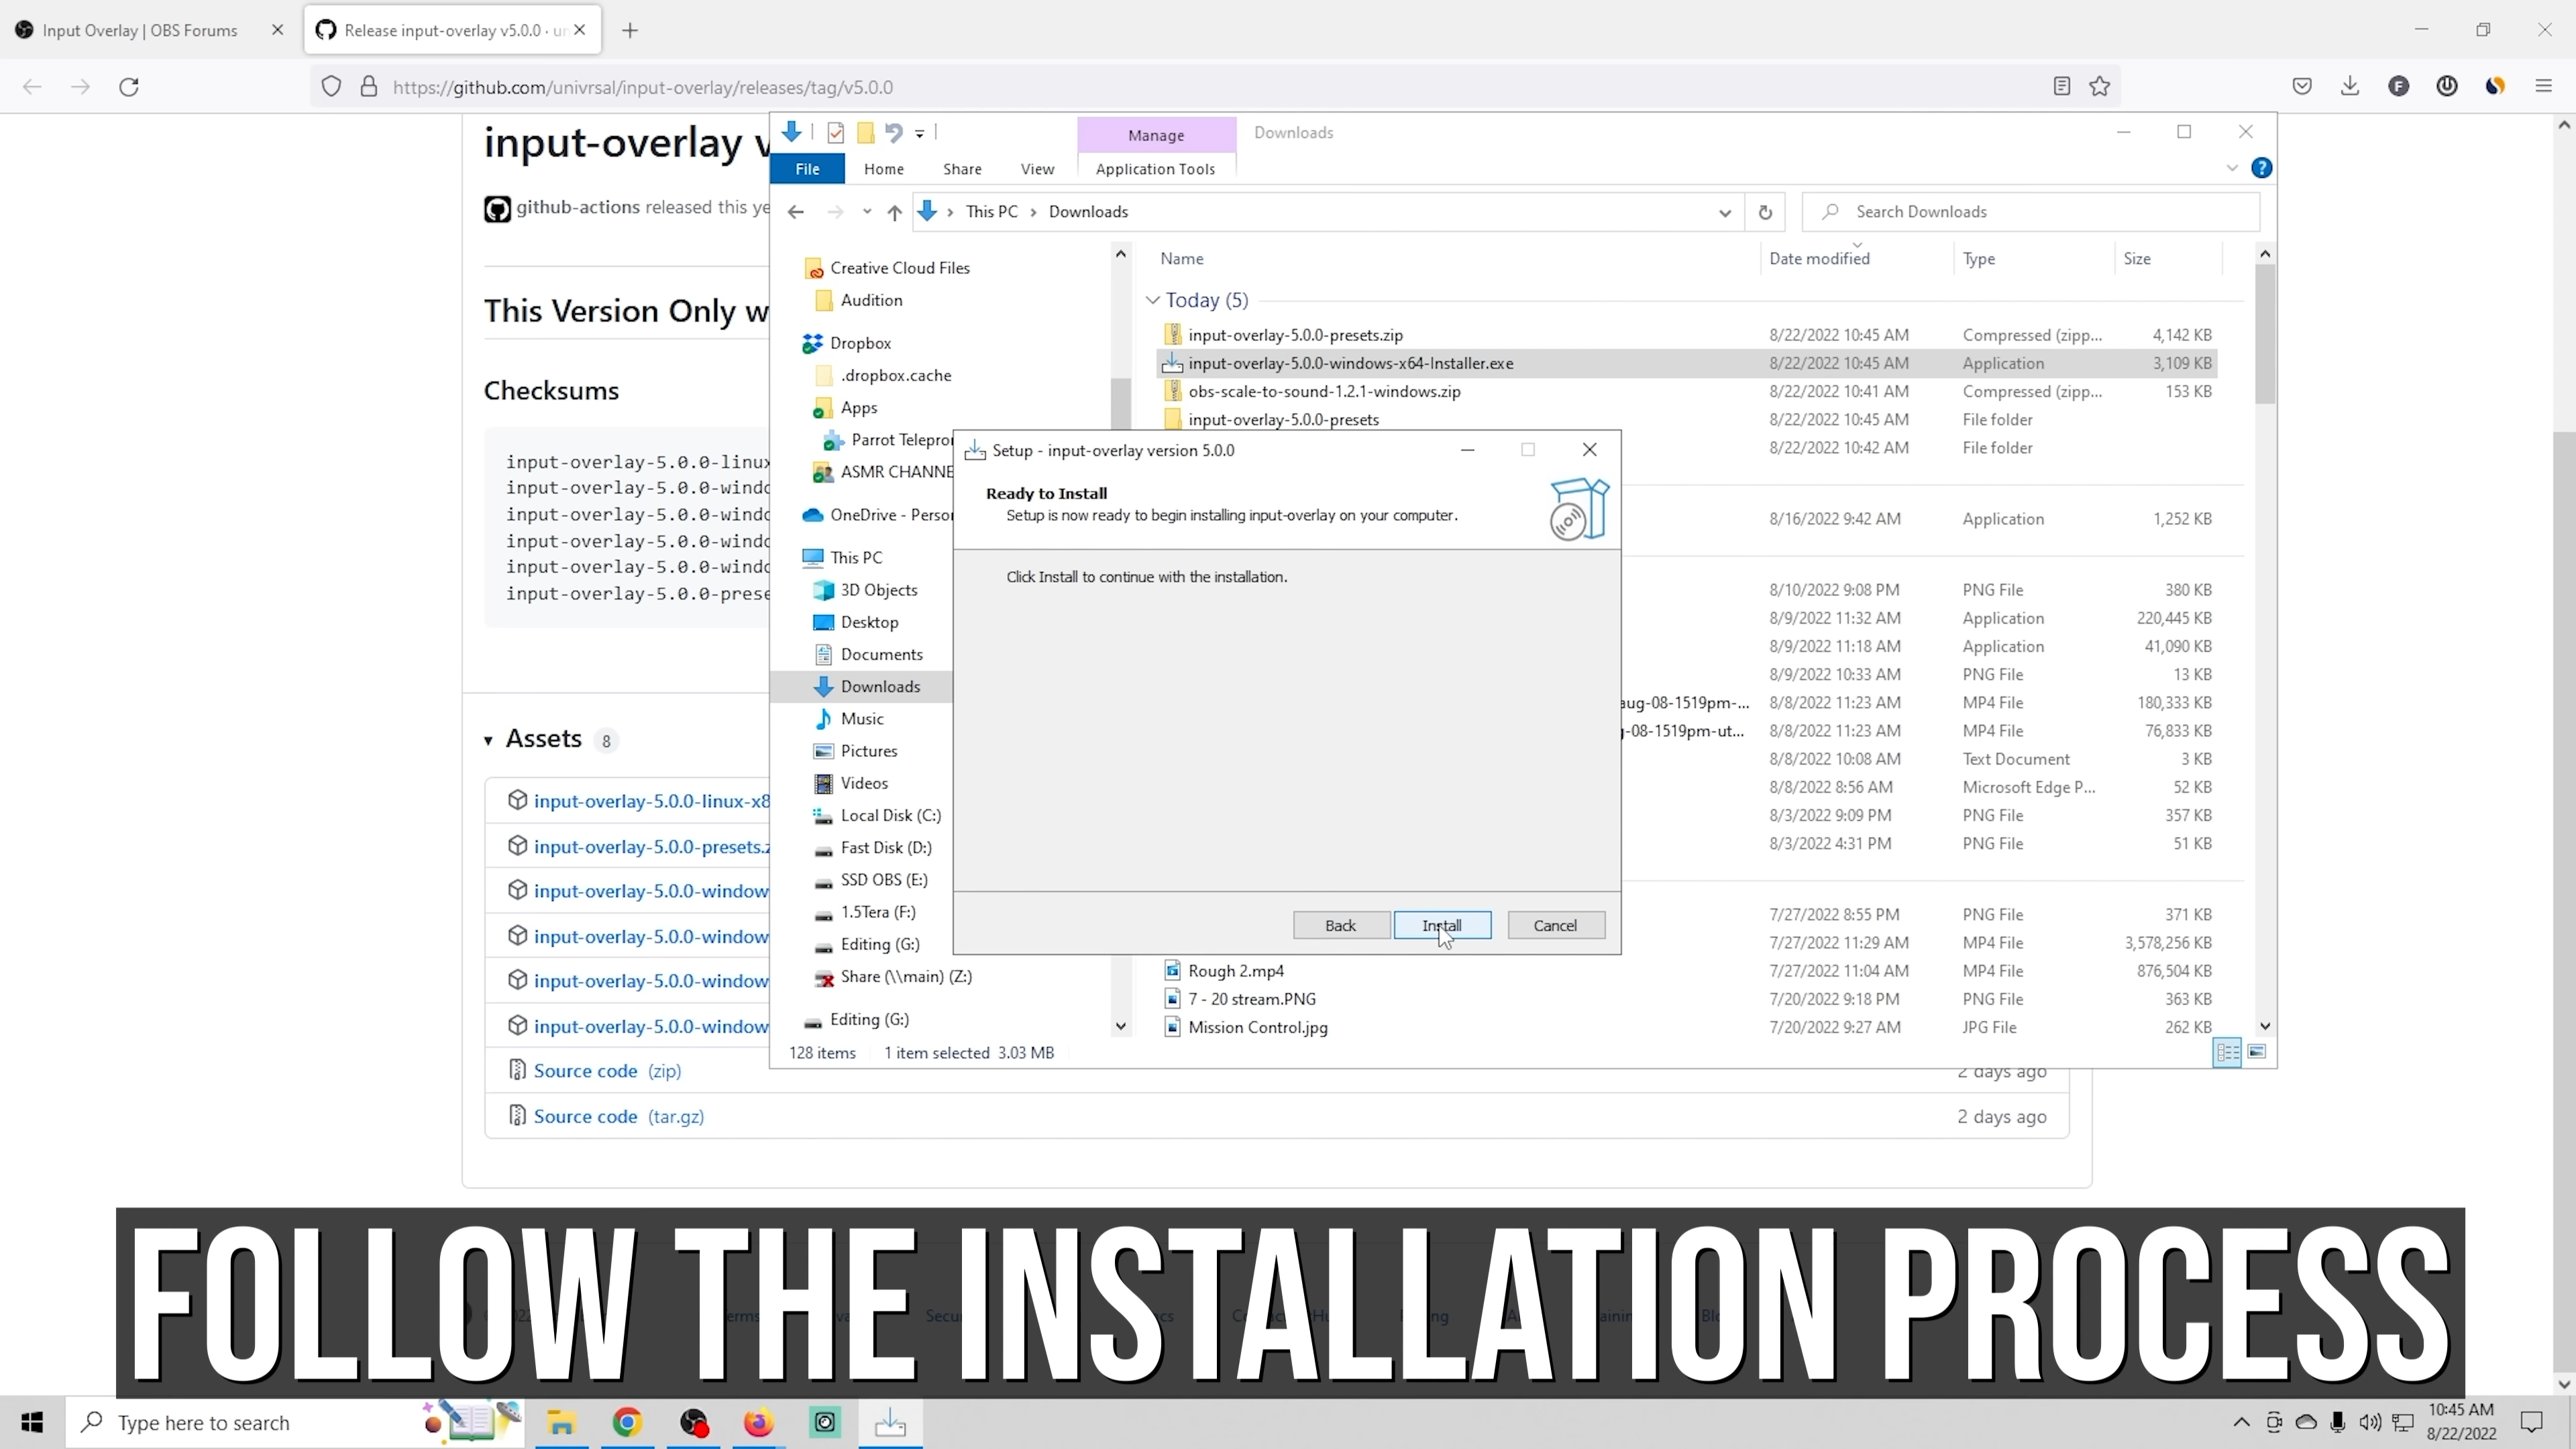 Input Overlay | OBS Forums
Release input-overlay v5.0.0 · un
https://github.com/univrsal/input-overlay/releases/tag/v5.0.0
input-overlay v
github-actions released this ye
This Version Only w
Checksums
input-overlay-5.0.0-linux
input-overlay-5.0.0-windo
input-overlay-5.0.0-windo
input-overlay-5.0.0-windo
input-overlay-5.0.0-windo
input-overlay-5.0.0-prese
Assets 8
input-overlay-5.0.0-linux-x8
input-overlay-5.0.0-presets.z
input-overlay-5.0.0-window
input-overlay-5.0.0-window
input-overlay-5.0.0-window
input-overlay-5.0.0-window
Source code (zip)
2 days ago
Source code (tar.gz)
2 days ago
Manage
Downloads
File Home Share View Application Tools
This PC > Downloads
Search Downloads
Creative Cloud Files
Audition
Dropbox
.dropbox.cache
Apps
Parrot Telepro
ASMR CHANNE
OneDrive - Person
This PC
3D Objects
Desktop
Documents
Downloads
Music
Pictures
Videos
Local Disk (C:)
Fast Disk (D:)
SSD OBS (E:)
1.5Tera (F:)
Editing (G:)
Share (\\main) (Z:)
Editing (G:)
Name Date modified Type Size
Today (5)
input-overlay-5.0.0-presets.zip 8/22/2022 10:45 AM Compressed (zipp... 4,142 KB
input-overlay-5.0.0-windows-x64-Installer.exe 8/22/2022 10:45 AM Application 3,109 KB
obs-scale-to-sound-1.2.1-windows.zip 8/22/2022 10:41 AM Compressed (zipp... 153 KB
input-overlay-5.0.0-presets 8/22/2022 10:45 AM File folder
8/22/2022 10:42 AM File folder
8/16/2022 9:42 AM Application 1,252 KB
8/10/2022 9:08 PM PNG File 380 KB
8/9/2022 11:32 AM Application 220,445 KB
8/9/2022 11:18 AM Application 41,090 KB
8/9/2022 10:33 AM PNG File 13 KB
aug-08-1519pm-... 8/8/2022 11:23 AM MP4 File 180,333 KB
-08-1519pm-ut... 8/8/2022 11:23 AM MP4 File 76,833 KB
8/8/2022 10:08 AM Text Document 3 KB
8/8/2022 8:56 AM Microsoft Edge P... 52 KB
8/3/2022 9:09 PM PNG File 357 KB
8/3/2022 4:31 PM PNG File 51 KB
7/27/2022 8:55 PM PNG File 371 KB
7/27/2022 11:29 AM MP4 File 3,578,256 KB
Rough 2.mp4 7/27/2022 11:04 AM MP4 File 876,504 KB
7 - 20 stream.PNG 7/20/2022 9:18 PM PNG File 363 KB
Mission Control.jpg 7/20/2022 9:27 AM JPG File 262 KB
128 items 1 item selected 3.03 MB
Setup - input-overlay version 5.0.0
Ready to Install
Setup is now ready to begin installing input-overlay on your computer.
Click Install to continue with the installation.
Back Install Cancel
FOLLOW THE INSTALLATION PROCESS
Type here to search
10:45 AM
8/22/2022